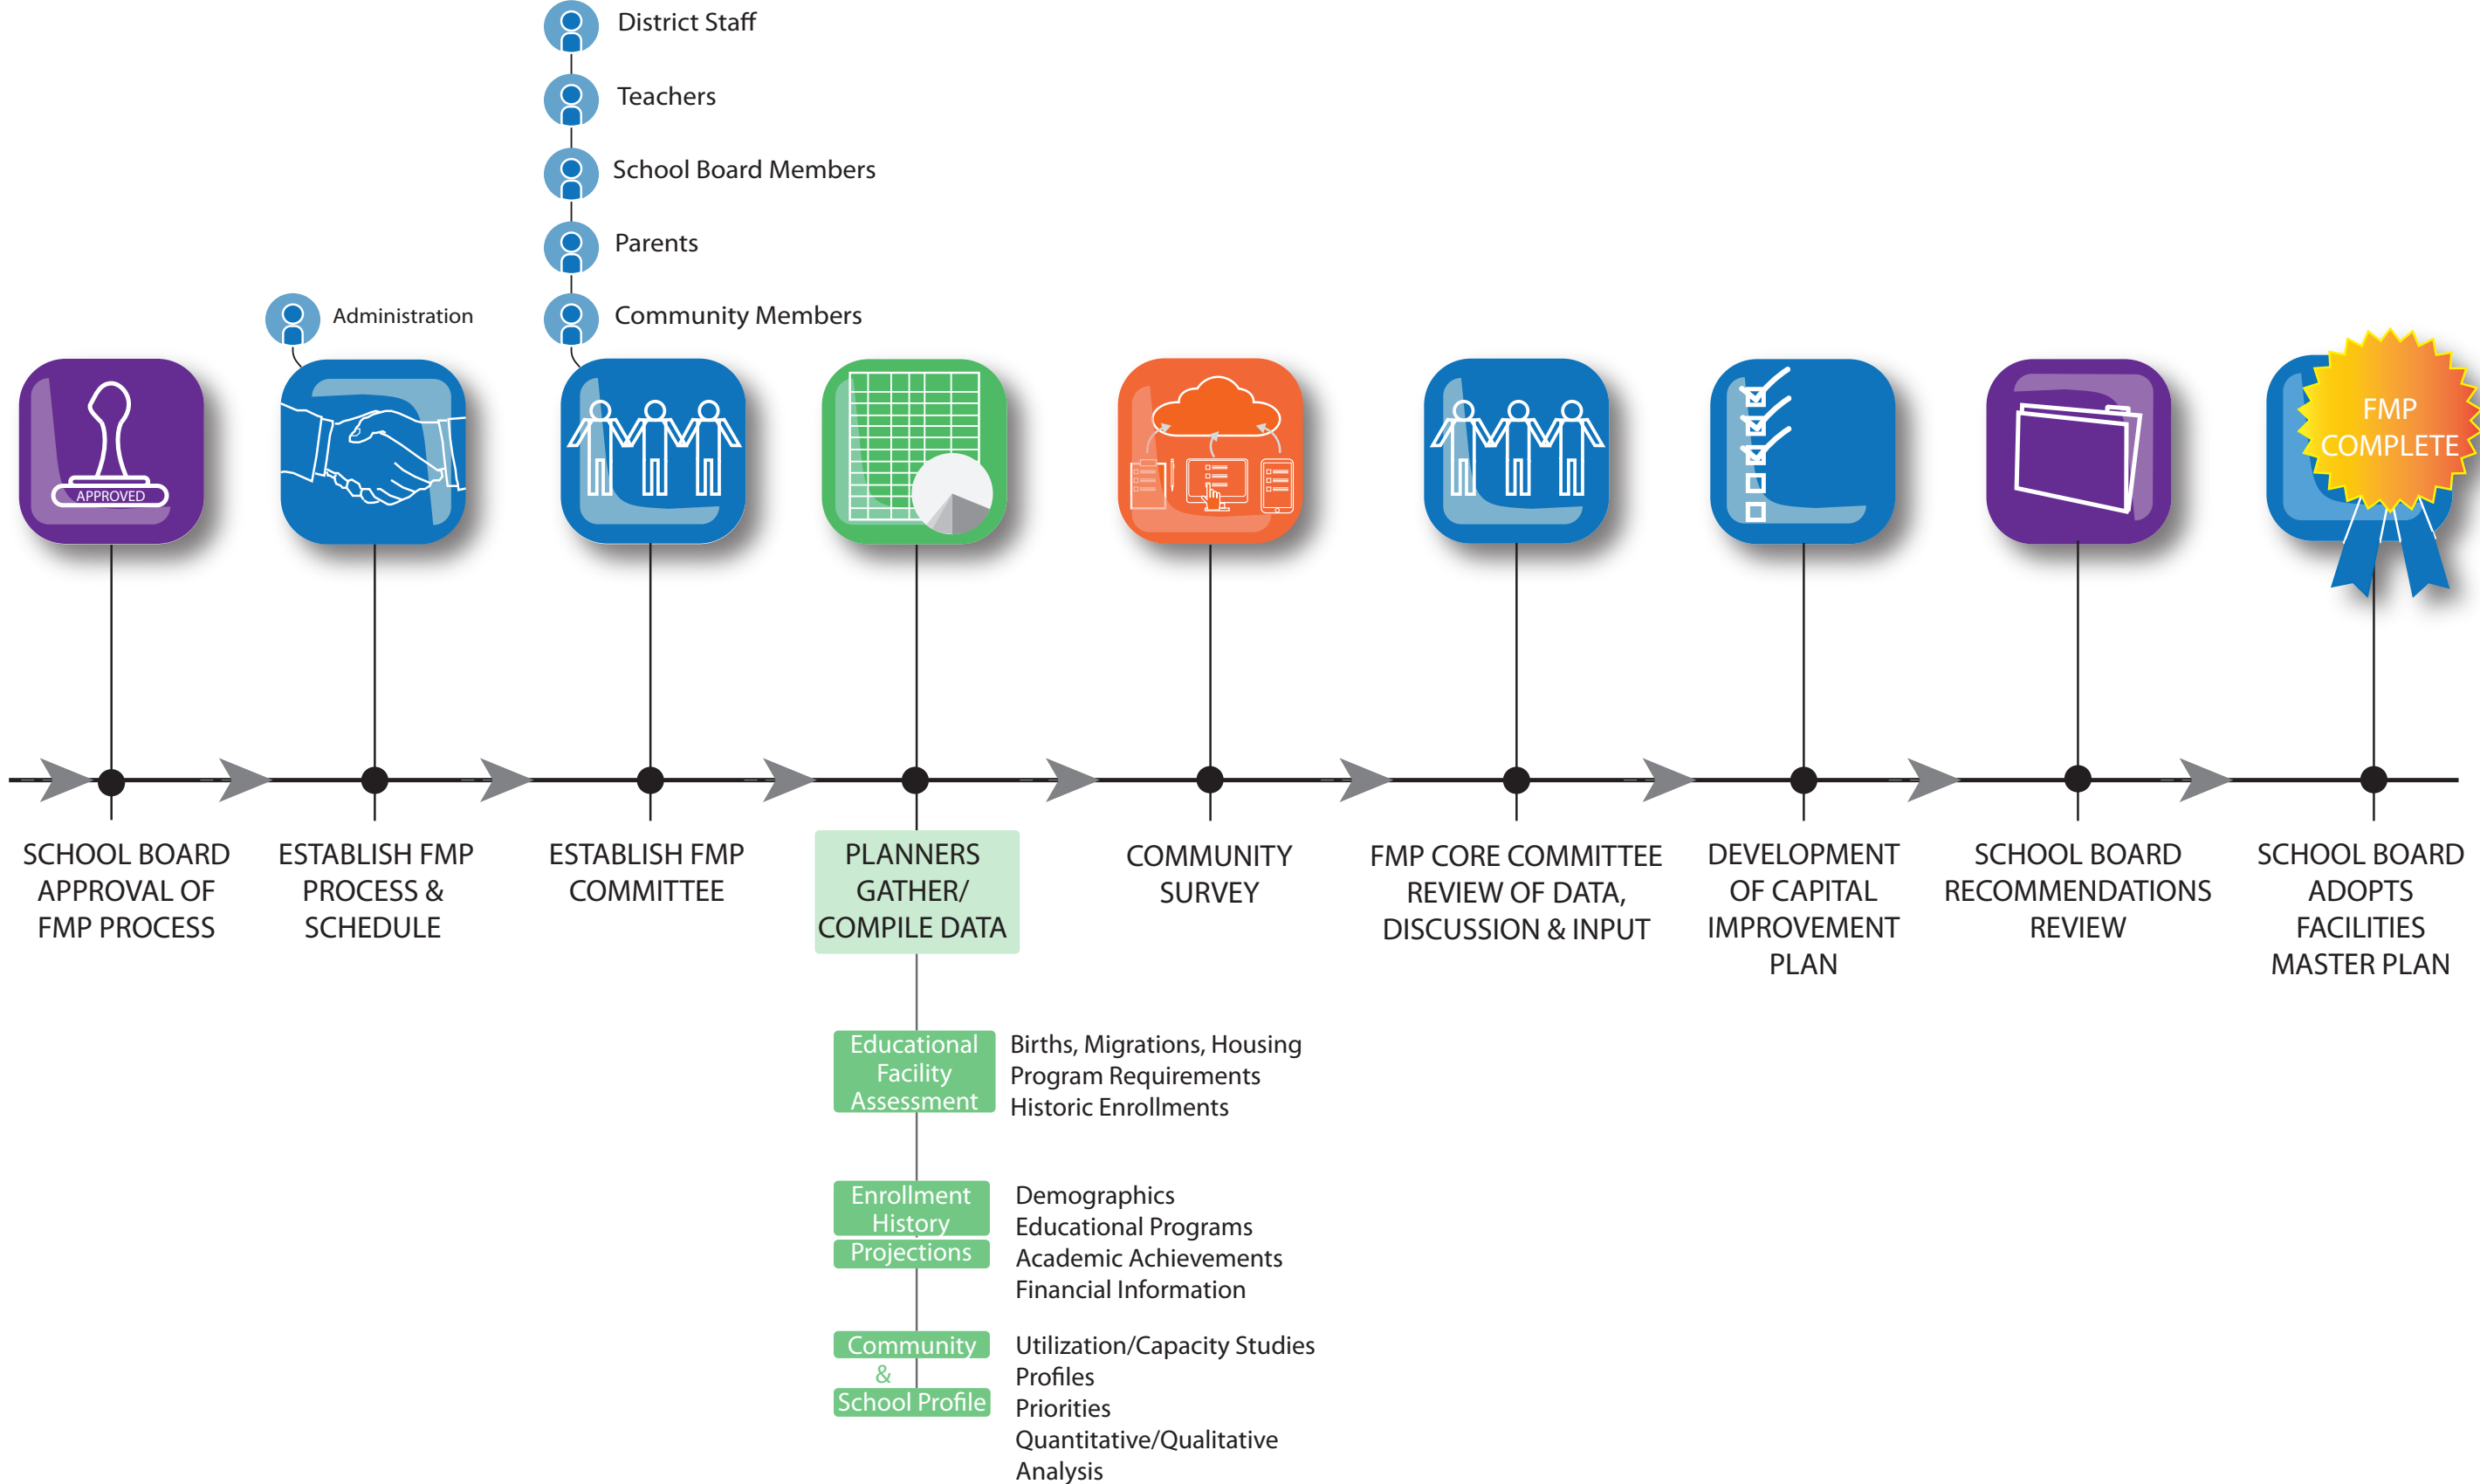 District Staff
Teachers
School Board Members
Parents
Community Members
Administration
APPROVED
FMP
COMPLETE
SCHOOL BOARD
APPROVAL OF
FMP PROCESS
ESTABLISH FMP
PROCESS &
SCHEDULE
ESTABLISH FMP
COMMITTEE
PLANNERS
GATHER/
COMPILE DATA
COMMUNITY
SURVEY
FMP CORE COMMITTEE
REVIEW OF DATA,
DISCUSSION & INPUT
DEVELOPMENT
OF CAPITAL
IMPROVEMENT
PLAN
SCHOOL BOARD
RECOMMENDATIONS
REVIEW
SCHOOL BOARD
ADOPTS
FACILITIES
MASTER PLAN
Educational
Facility
Assessment
Births, Migrations, Housing
Program Requirements
Historic Enrollments
Enrollment
History
Projections
Demographics
Educational Programs
Academic Achievements
Financial Information
Community
&
School Profile
Utilization/Capacity Studies
Profiles
Priorities
Quantitative/Qualitative
Analysis